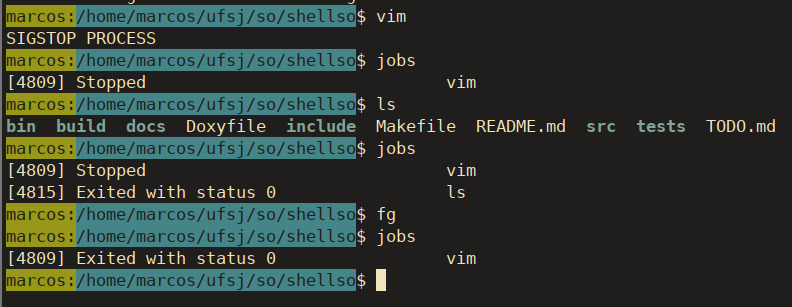 marcos:/home/marcos/ufsj/so/shellso$ vim
SIGSTOP PROCESS
marcos:/home/marcos/ufsj/so/shellso$ jobs
[4809] Stopped                              vim
marcos:/home/marcos/ufsj/so/shellso$ ls
bin  build  docs  Doxyfile  include  Makefile  README.md  src  tests  TODO.md
marcos:/home/marcos/ufsj/so/shellso$ jobs
[4809] Stopped                              vim
[4815] Exited with status 0                 ls
marcos:/home/marcos/ufsj/so/shellso$ fg
marcos:/home/marcos/ufsj/so/shellso$ jobs
[4809] Exited with status 0                 vim
marcos:/home/marcos/ufsj/so/shellso$